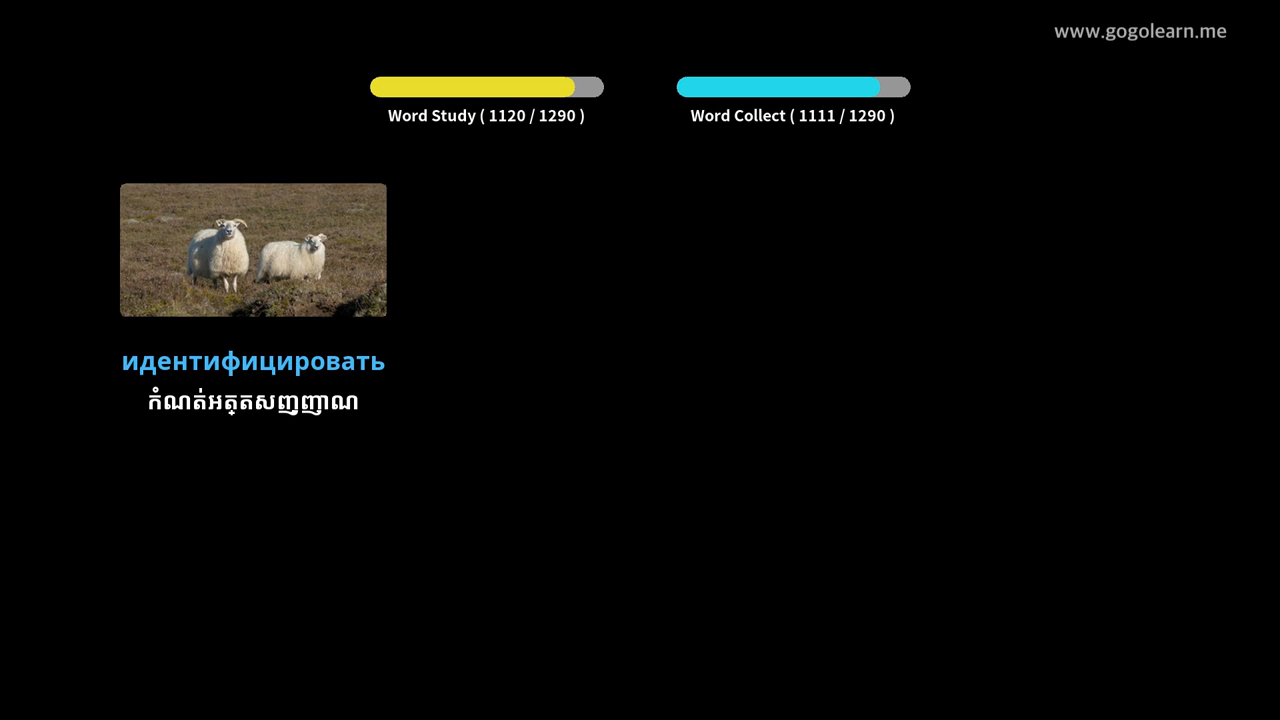 www.gogolearn.me
Word Study ( 1120 / 1290 )
Word Collect ( 1111 / 1290 )
идентифицировать
កំណត់អត្តសញ្ញាណ